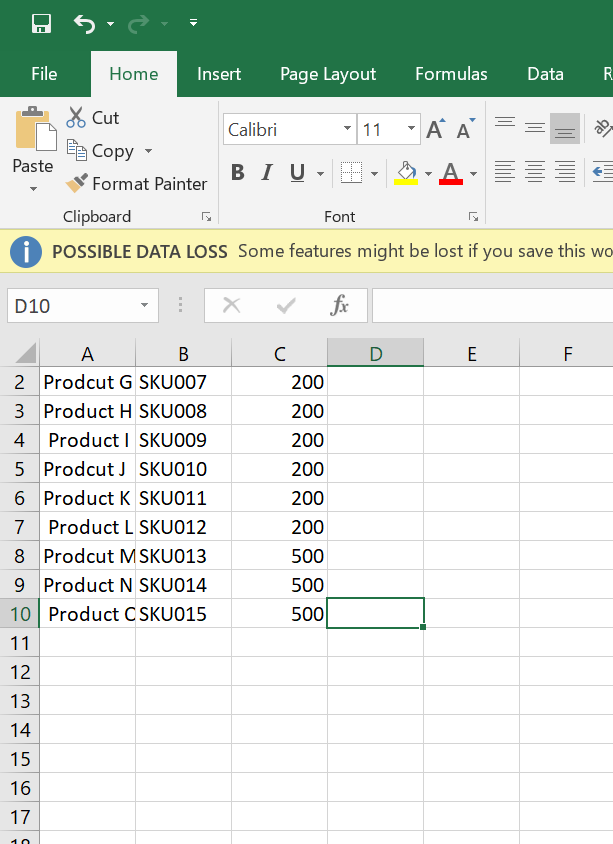 File Home Insert Page Layout Formulas Data R
Cut
Copy
Format Painter
Paste
Calibri 11 A A
B I U A
Clipboard Font
POSSIBLE DATA LOSS Some features might be lost if you save this wo
D10 fx
A B C D E F
2 Prodcut G SKU007 200
3 Product H SKU008 200
4 Product I SKU009 200
5 Prodcut J SKU010 200
6 Product K SKU011 200
7 Product L SKU012 200
8 Prodcut M SKU013 500
9 Product N SKU014 500
10 Product O SKU015 500
11
12
13
14
15
16
17
18